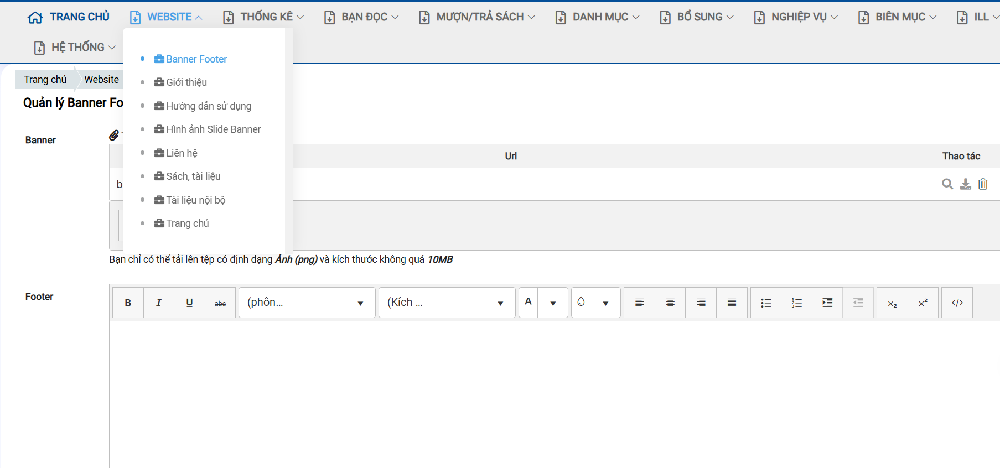 TRANG CHỦ WEBSITE THỐNG KÊ BẠN ĐỌC MƯỢN/TRẢ SÁCH DANH MỤC BỔ SUNG NGHIỆP VỤ BIÊN MỤC ILL
HỆ THỐNG
Trang chủ Website
Quản lý Banner Fo
Banner Footer
Giới thiệu
Hướng dẫn sử dụng
Hình ảnh Slide Banner
Liên hệ
Sách, tài liệu
Tài liệu nội bộ
Trang chủ
Banner
Url Thao tác
b
Bạn chỉ có thể tải lên tệp có định dạng Ảnh (png) và kích thước không quá 10MB
Footer
B I U abc (phôn... (Kích ... A x₂ x² </>